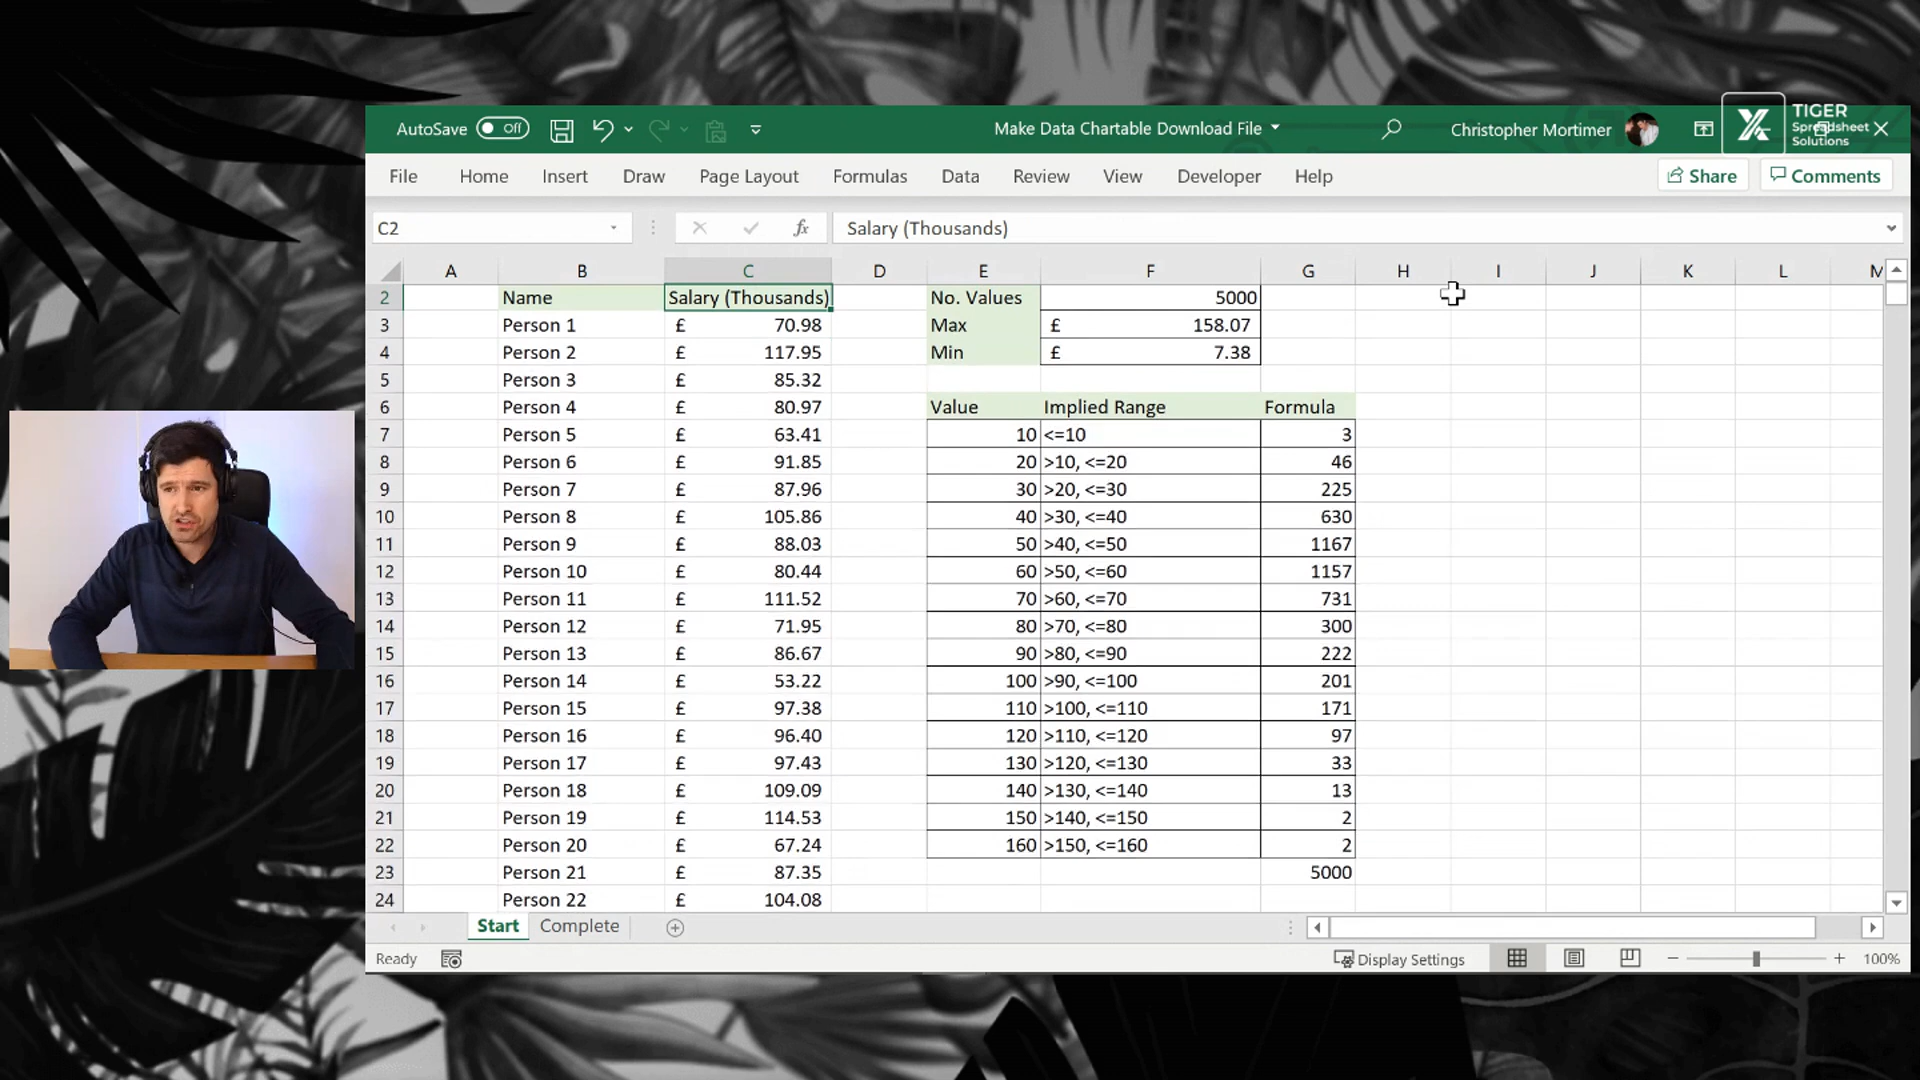 AutoSave Off Make Data Chartable Download File Christopher Mortimer
TIGER
Spreadsheet
Solutions
File Home Insert Draw Page Layout Formulas Data Review View Developer Help Share Comments
C2 fx Salary (Thousands)
A B C D E F G H I J K L M
2 Name Salary (Thousands) No. Values 5000
3 Person 1 £ 70.98 Max £ 158.07
4 Person 2 £ 117.95 Min £ 7.38
5 Person 3 £ 85.32
6 Person 4 £ 80.97 Value Implied Range Formula
7 Person 5 £ 63.41 10 <=10 3
8 Person 6 £ 91.85 20 >10, <=20 46
9 Person 7 £ 87.96 30 >20, <=30 225
10 Person 8 £ 105.86 40 >30, <=40 630
11 Person 9 £ 88.03 50 >40, <=50 1167
12 Person 10 £ 80.44 60 >50, <=60 1157
13 Person 11 £ 111.52 70 >60, <=70 731
14 Person 12 £ 71.95 80 >70, <=80 300
15 Person 13 £ 86.67 90 >80, <=90 222
16 Person 14 £ 53.22 100 >90, <=100 201
17 Person 15 £ 97.38 110 >100, <=110 171
18 Person 16 £ 96.40 120 >110, <=120 97
19 Person 17 £ 97.43 130 >120, <=130 33
20 Person 18 £ 109.09 140 >130, <=140 13
21 Person 19 £ 114.53 150 >140, <=150 2
22 Person 20 £ 67.24 160 >150, <=160 2
23 Person 21 £ 87.35 5000
24 Person 22 £ 104.08
Start Complete
Ready Display Settings 100%